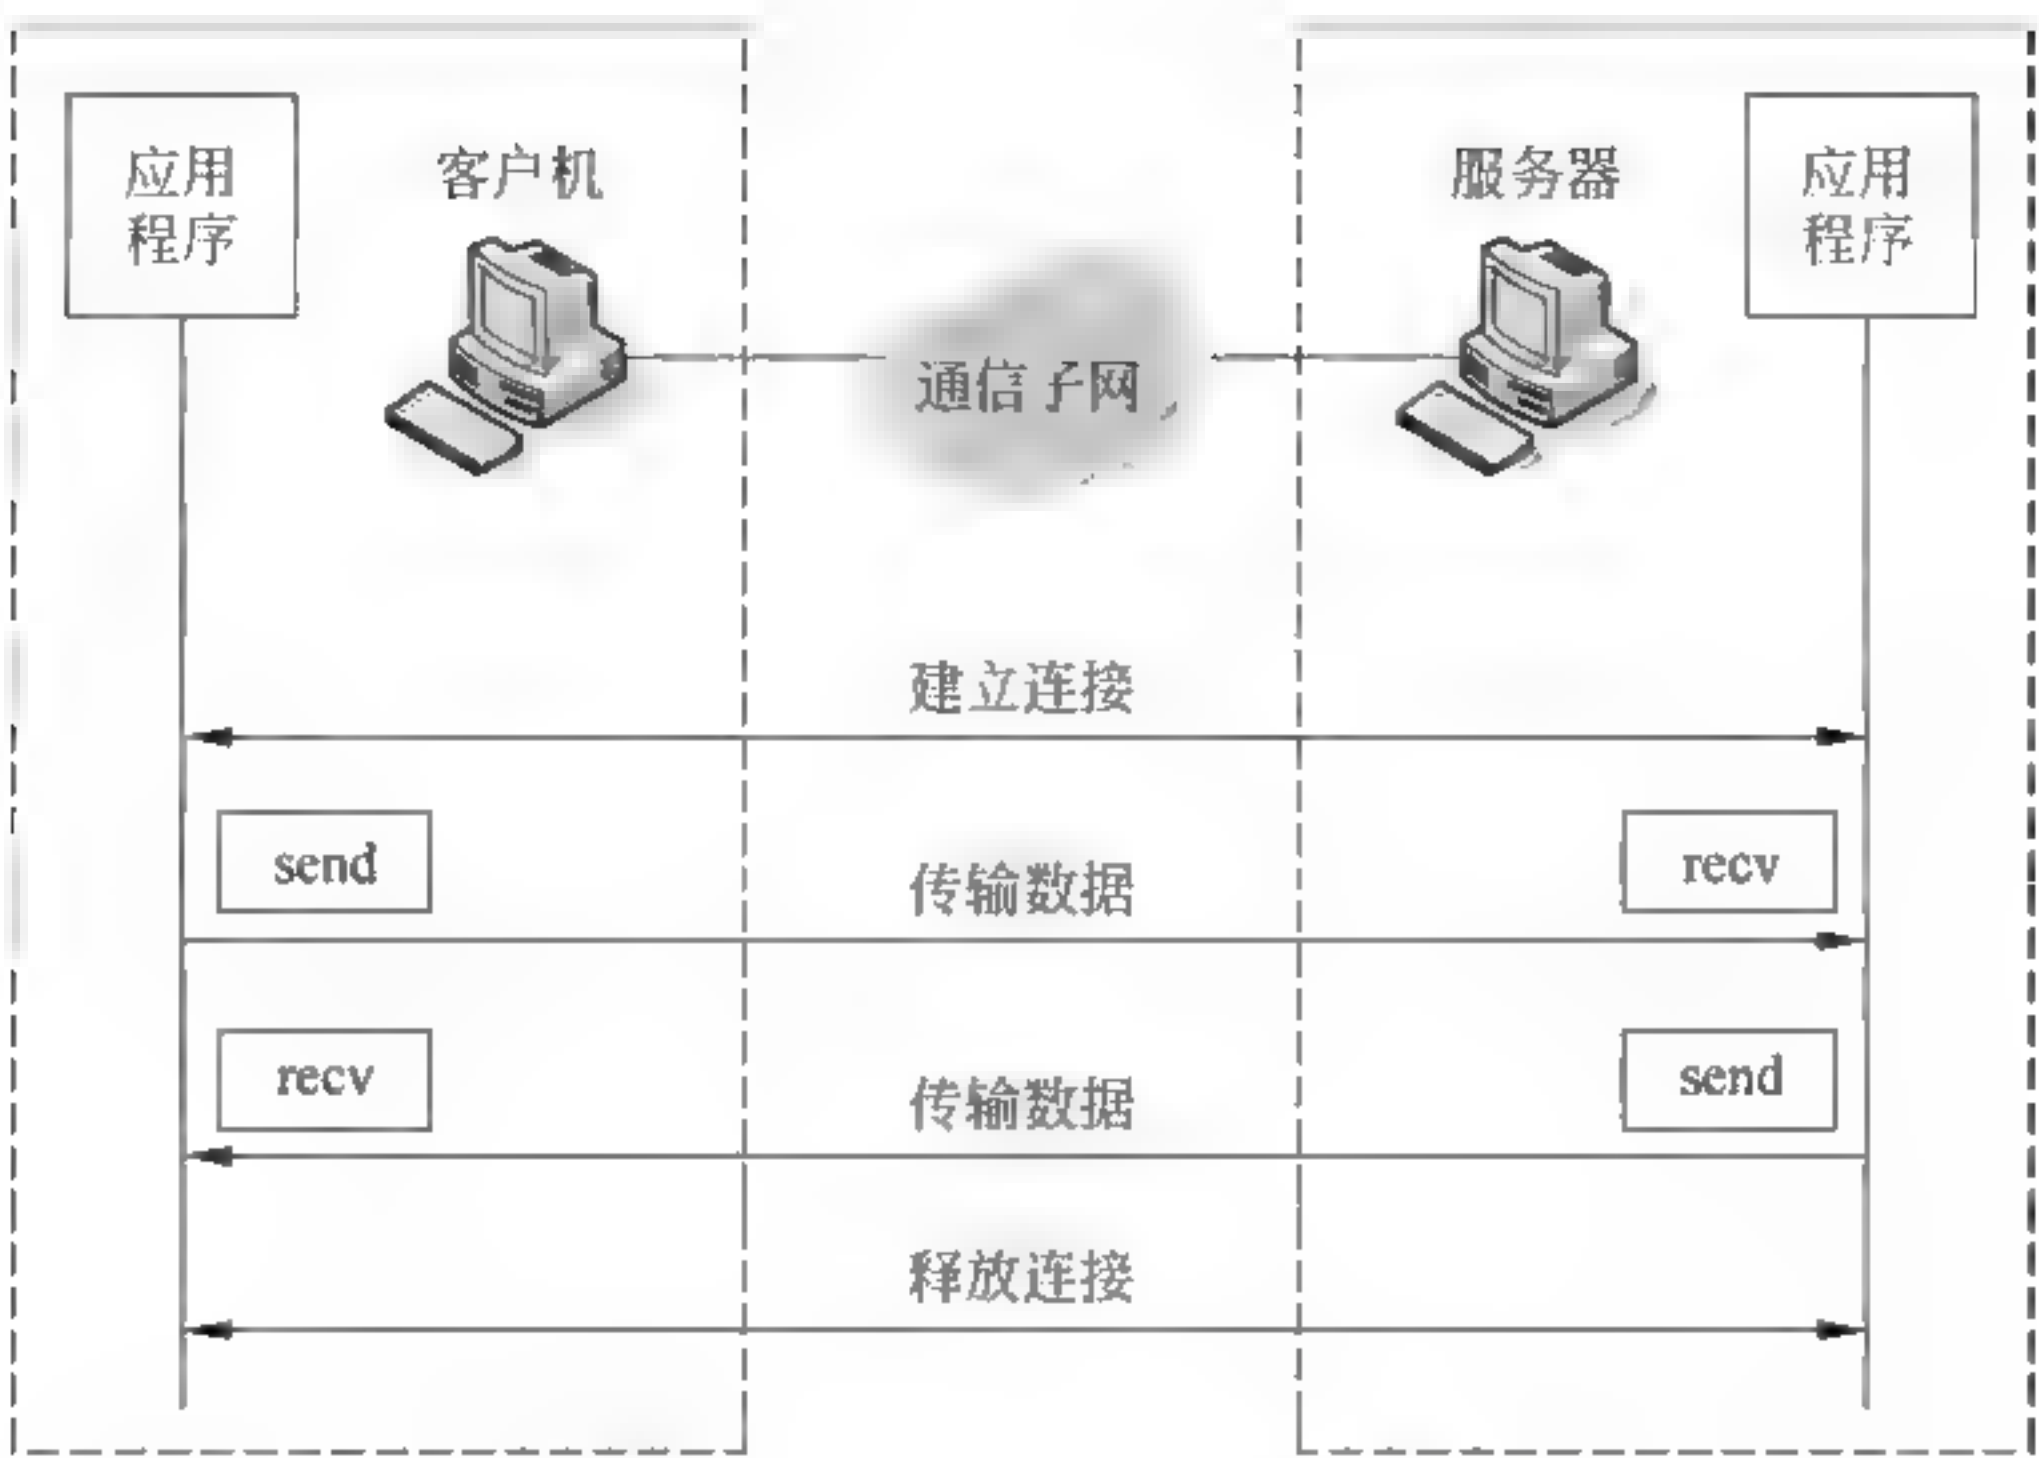 应用
程序
客户机
服务器
应用
程序
通信子网
建立连接
send
传输数据
recv
recv
传输数据
send
释放连接